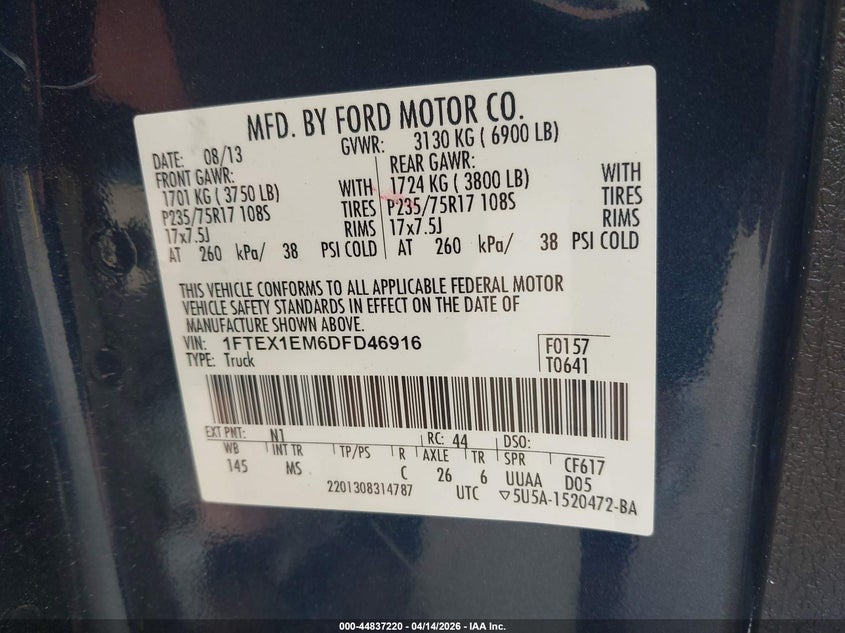 MFD. BY FORD MOTOR CO.
DATE: 08/13 GVWR: 3130 KG ( 6900 LB)
FRONT GAWR: REAR GAWR:
1701 KG ( 3750 LB) WITH 1724 KG ( 3800 LB) WITH
P235/75R17 108S TIRES P235/75R17 108S TIRES
17x7.5J RIMS 17x7.5J RIMS
AT 260 kPa/ 38 PSI COLD AT 260 kPa/ 38 PSI COLD
THIS VEHICLE CONFORMS TO ALL APPLICABLE FEDERAL MOTOR
VEHICLE SAFETY STANDARDS IN EFFECT ON THE DATE OF
MANUFACTURE SHOWN ABOVE.
VIN: 1FTEX1EM6DFD46916 F0157
TYPE: Truck T0641
EXT PNT: N1 RC: 44 DSO:
WB INT TR TP/PS R AXLE TR SPR CF617
145 MS C 26 6 UUAA D05
2201308314787 UTC ▽5U5A-1520472-BA
000-44837220 - 04/14/2026 - IAA Inc.